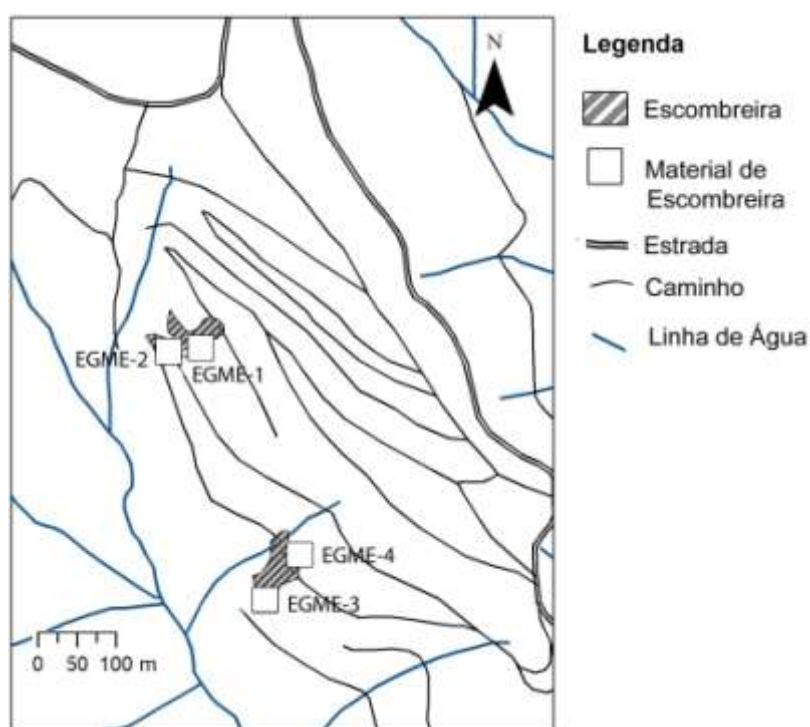 N
EGME-2
EGME-1
EGME-4
EGME-3
0 50 100 m
Legenda
Escombreira
Material de
Escombreira
Estrada
Caminho
Linha de Água